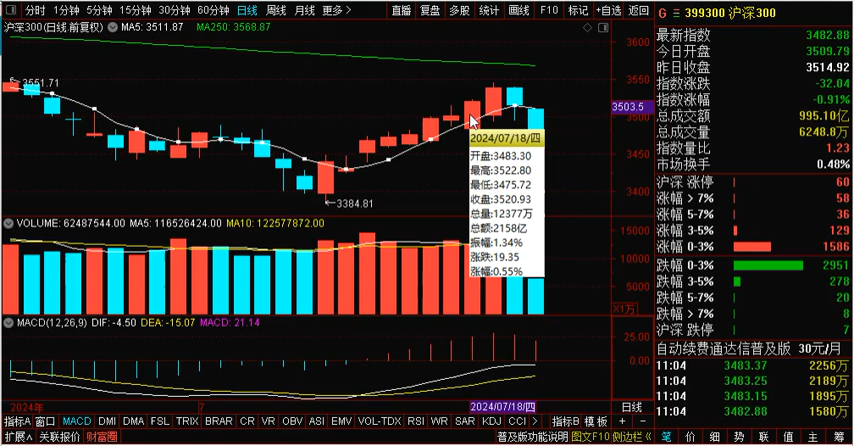 分时 1分钟 5分钟 15分钟 30分钟 60分钟 日线 周线 月线 更多 > 直播 复盘 多股 统计 画线 F10 标记 +自选 返回
沪深300(日线.前复权) MA5: 3511.87 MA250: 3568.87
3600
3551.71
3550
3503.5
3450
3400
3384.81
2024/07/18/四
开盘:3483.30
最高:3522.80
最低:3475.72
收盘:3520.93
总量:12377万
总额:2158亿
振幅:1.34%
涨跌:19.35
涨幅:0.55%
VOLUME: 62487544.00 MA5: 116526424.00 MA10: 122577872.00
15000
10000
5000
X1万
MACD(12,26,9) DIF: -4.50 DEA: -15.07 MACD: 21.14
25.00
0.00
2024年 7 2024/07/18/四 日线
指标A 窗口 MACD DMI DMA FSL TRIX BRAR CR VR OBV ASI EMV VOL-TDX RSI WR SAR KDJ CCI > 指标B 模板 + -
扩展∧ 关联报价 财富圈 普及版功能说明 图文F10 侧边栏 《
G 三 399300 沪深300
最新指数 3482.88
今日开盘 3509.79
昨日收盘 3514.92
指数涨跌 -32.04
指数涨幅 -0.91%
总成交额 995.10亿
总成交量 6248.8万
指数量比 1.23
市场换手 0.48%
沪深 涨停 60
涨幅 > 7% 58
涨幅 5-7% 36
涨幅 3-5% 129
涨幅 0-3% 1586
跌幅 0-3% 2951
跌幅 3-5% 278
跌幅 5-7% 20
跌幅 > 7% 8
沪深 跌停 7
自动续费通达信普及版 30元/月
11:04 3483.37 2256万
11:04 3483.25 2189万
11:04 3483.15 1895万
11:04 3482.88 1580万
笔 价 细 势 联 值 主 筹